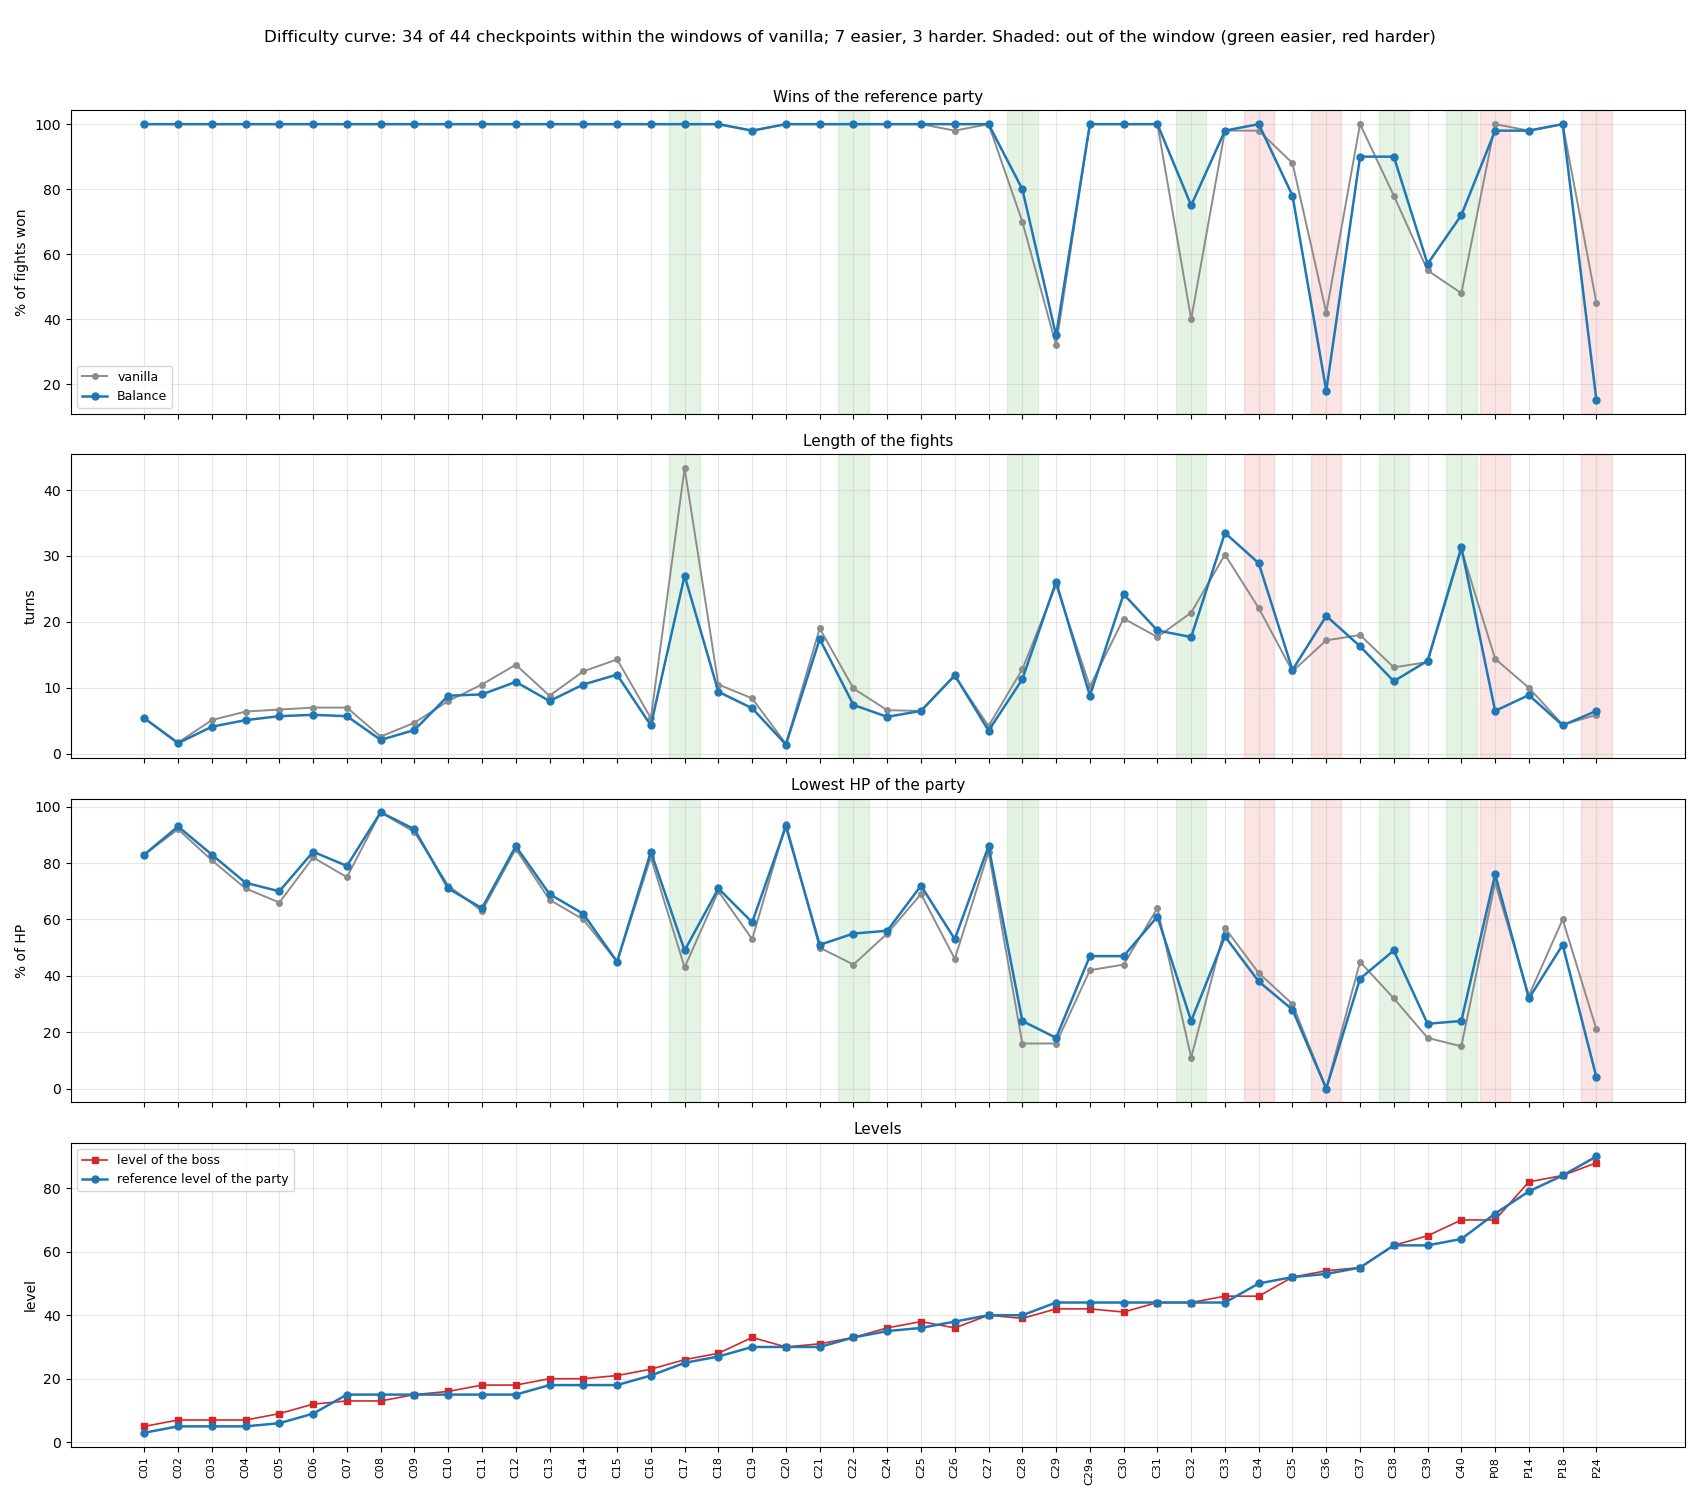 Difficulty curve: 34 of 44 checkpoints within the windows of vanilla; 7 easier, 3 harder. Shaded: out of the window (green easier, red harder)
Wins of the reference party
% of fights won
100
80
60
40
20
vanilla
Balance
Length of the fights
turns
40
30
20
10
0
Lowest HP of the party
% of HP
100
80
60
40
20
0
Levels
level
80
60
40
20
0
level of the boss
reference level of the party
C01 C02 C03 C04 C05 C06 C07 C08 C09 C10 C11 C12 C13 C14 C15 C16 C17 C18 C19 C20 C21 C22 C24 C25 C26 C27 C28 C29 C29a C30 C31 C32 C33 C34 C35 C36 C37 C38 C39 C40 P08 P14 P18 P24